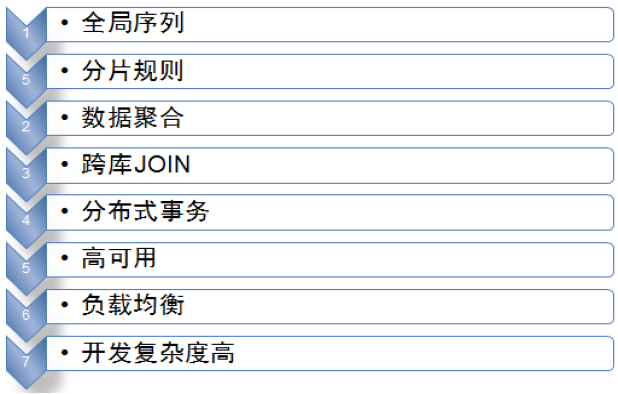 1 • 全局序列
5 • 分片规则
2 • 数据聚合
3 • 跨库JOIN
4 • 分布式事务
5 • 高可用
6 • 负载均衡
7 • 开发复杂度高